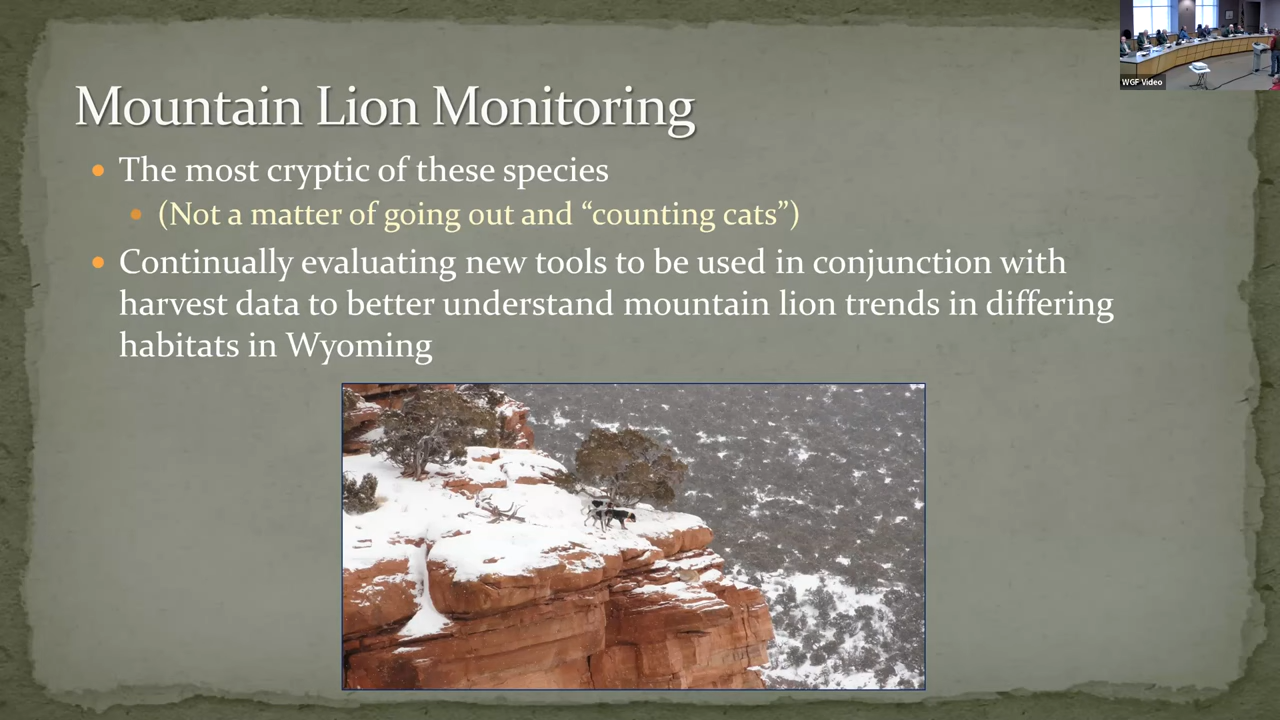 WGF Video
Mountain Lion Monitoring
The most cryptic of these species
(Not a matter of going out and “counting cats”)
Continually evaluating new tools to be used in conjunction with
harvest data to better understand mountain lion trends in differing
habitats in Wyoming